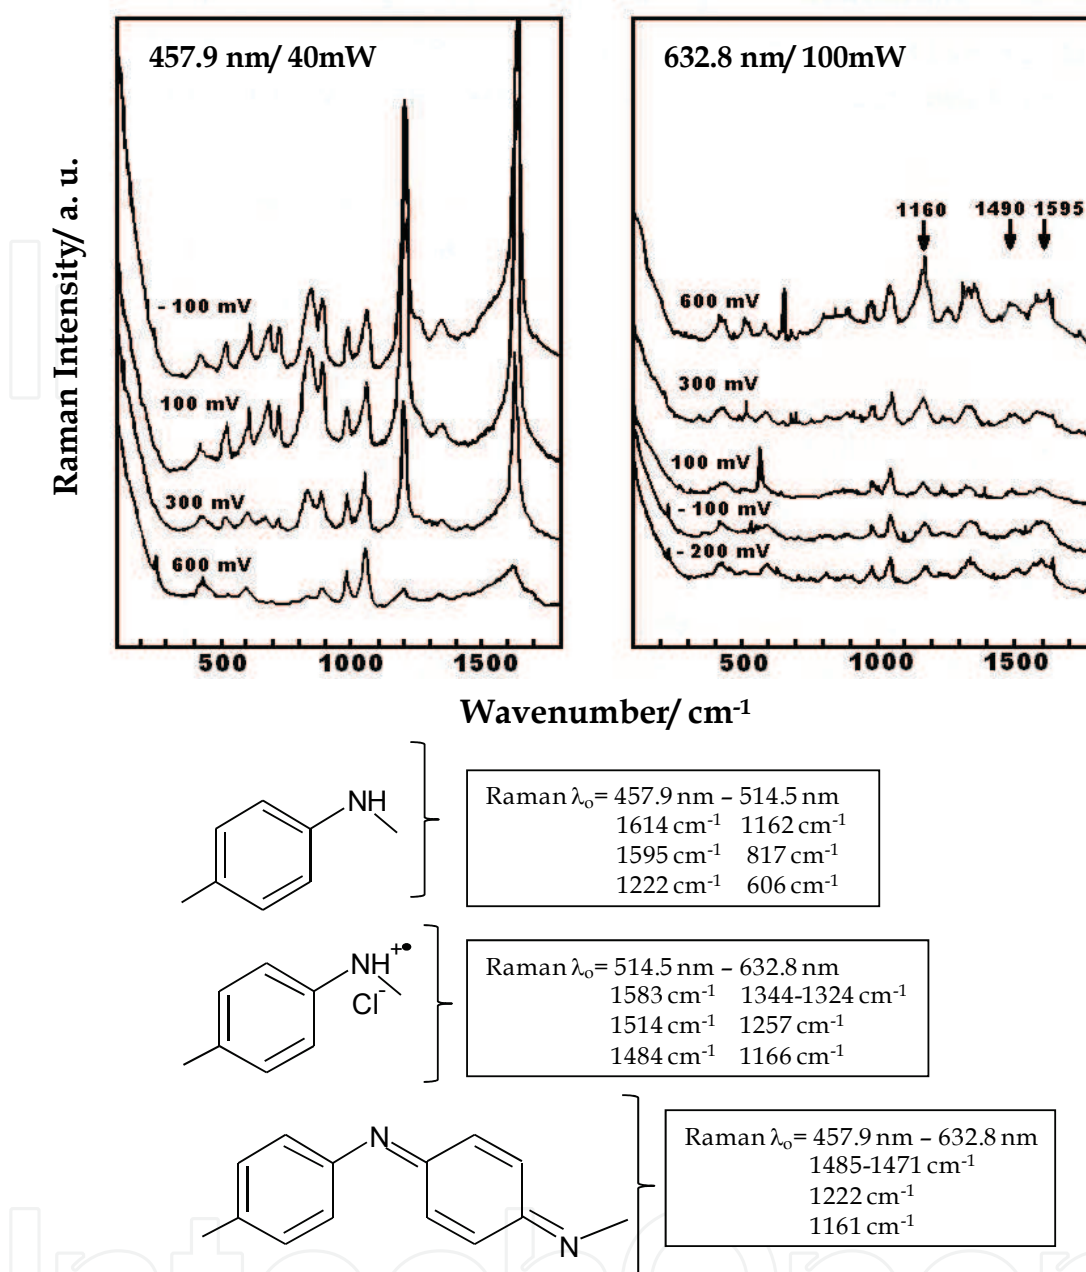 457.9 nm/ 40mW
632.8 nm/ 100mW
Raman Intensity/ a. u.
1160 1490 1595
- 100 mV
100 mV
300 mV
600 mV
600 mV
300 mV
100 mV
- 100 mV
- 200 mV
500 1000 1500
500 1000 1500
Wavenumber/ cm-1
NH
Raman λo= 457.9 nm – 514.5 nm
1614 cm-1 1162 cm-1
1595 cm-1 817 cm-1
1222 cm-1 606 cm-1
NH+•
Cl-
Raman λo= 514.5 nm – 632.8 nm
1583 cm-1 1344-1324 cm-1
1514 cm-1 1257 cm-1
1484 cm-1 1166 cm-1
N
N
Raman λo= 457.9 nm – 632.8 nm
1485-1471 cm-1
1222 cm-1
1161 cm-1